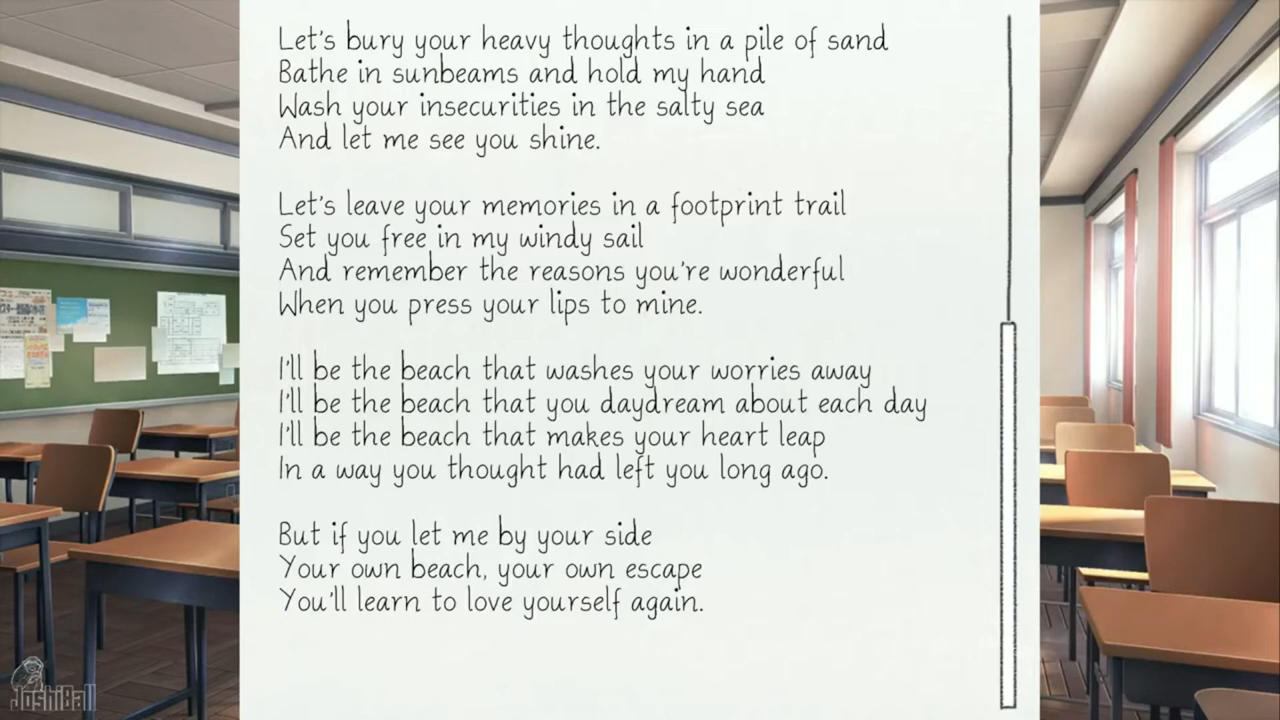 Let's bury your heavy thoughts in a pile of sand
Bathe in sunbeams and hold my hand
Wash your insecurities in the salty sea
And let me see you shine.
Let's leave your memories in a footprint trail
Set you free in my windy sail
And remember the reasons you're wonderful
When you press your lips to mine.
I'll be the beach that washes your worries away
I'll be the beach that you daydream about each day
I'll be the beach that makes your heart leap
In a way you thought had left you long ago.
But if you let me by your side
Your own beach, your own escape
You'll learn to love yourself again.
JoshiBall